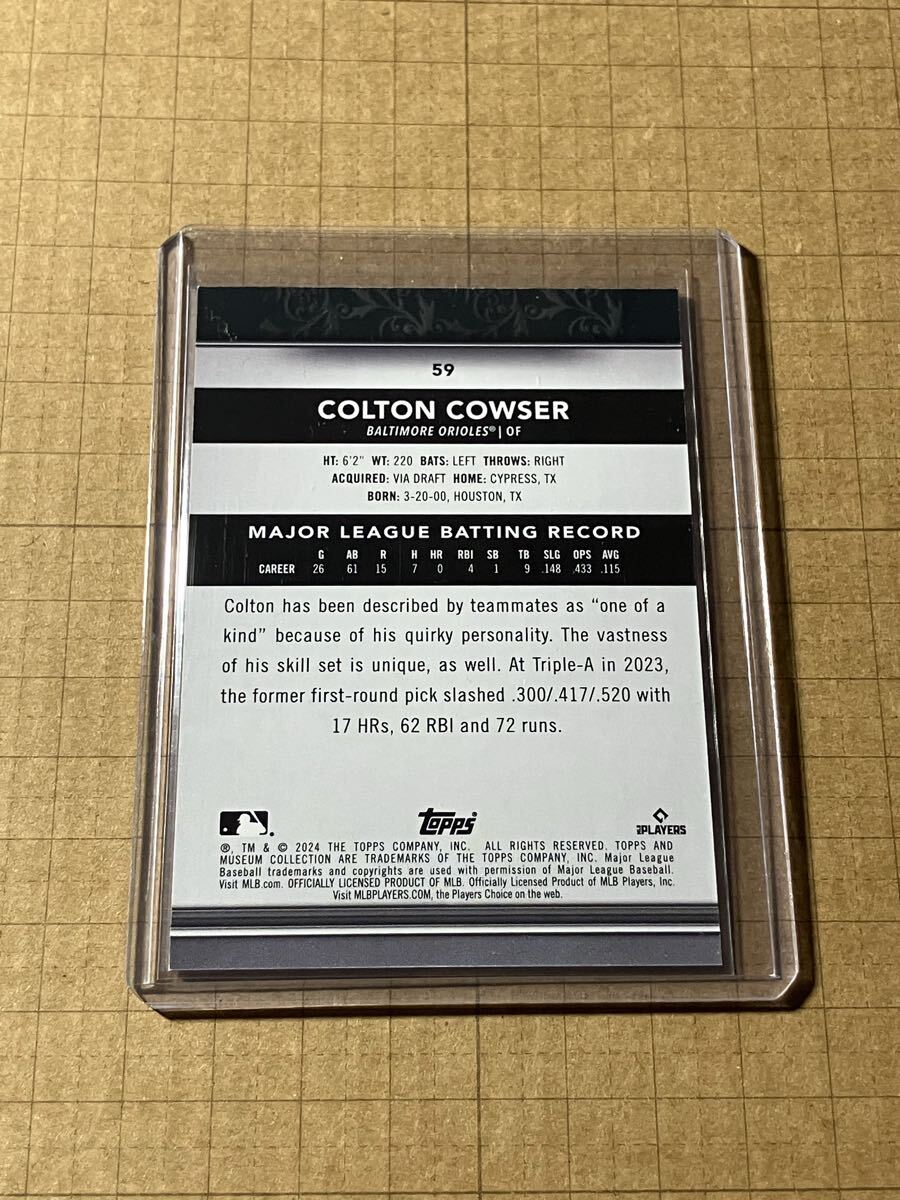 59
COLTON COWSER
BALTIMORE ORIOLES® | OF
HT: 6'2" WT: 220 BATS: LEFT THROWS: RIGHT
ACQUIRED: VIA DRAFT HOME: CYPRESS, TX
BORN: 3-20-00, HOUSTON, TX
MAJOR LEAGUE BATTING RECORD
G AB R H HR RBI SB TB SLG OPS AVG
CAREER 26 61 15 7 0 4 1 9 .148 .433 .115
Colton has been described by teammates as “one of a
kind” because of his quirky personality. The vastness
of his skill set is unique, as well. At Triple-A in 2023,
the former first-round pick slashed .300/.417/.520 with
17 HRs, 62 RBI and 72 runs.
topps
MLB PLAYERS
®, TM & © 2024 THE TOPPS COMPANY, INC. ALL RIGHTS RESERVED. TOPPS AND
MUSEUM COLLECTION ARE TRADEMARKS OF THE TOPPS COMPANY, INC. Major League
Baseball trademarks and copyrights are used with permission of Major League Baseball.
Visit MLB.com. OFFICIALLY LICENSED PRODUCT OF MLB. Officially Licensed Product of MLB Players, Inc.
Visit MLBPLAYERS.COM, the Players Choice on the web.